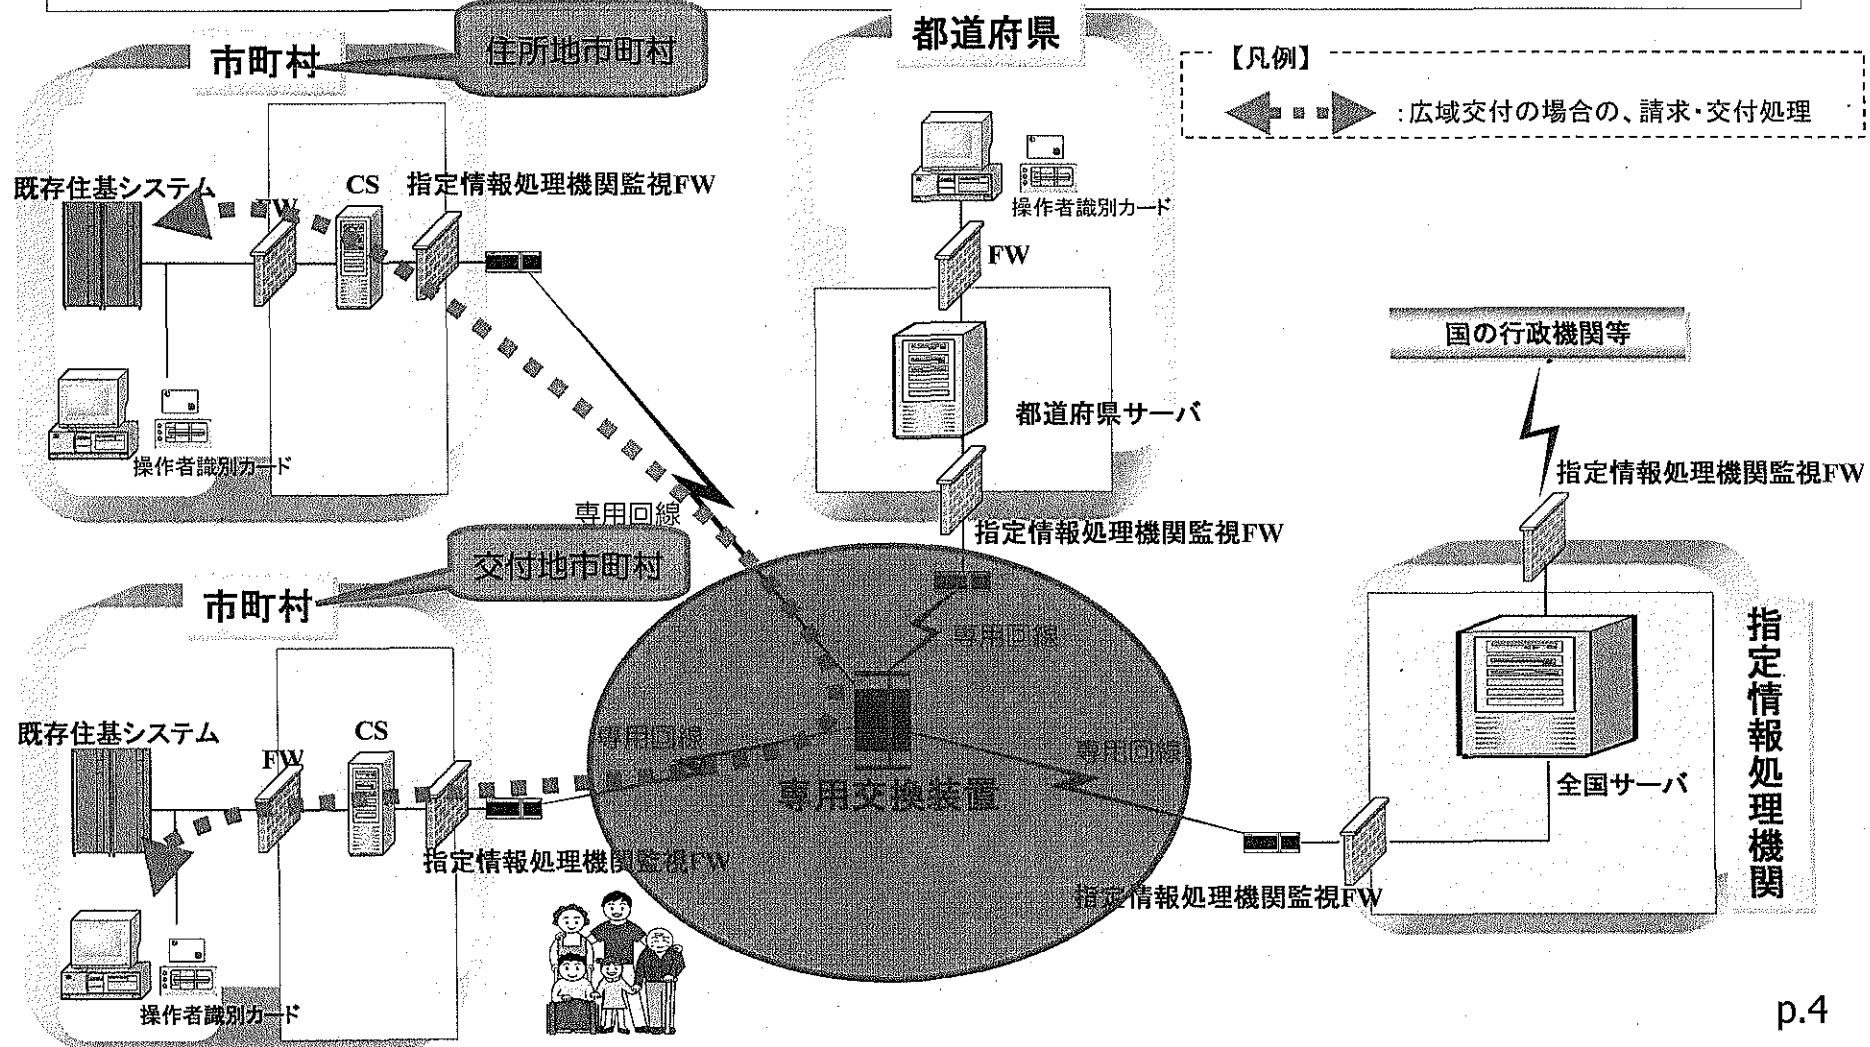 市町村
住所地市町村
都道府県
【凡例】
:広域交付の場合の、請求・交付処理
既存住基システム
FW
CS
指定情報処理機関監視FW
操作者識別カード
操作者識別カード
FW
都道府県サーバ
国の行政機関等
指定情報処理機関監視FW
専用回線
指定情報処理機関監視FW
市町村
交付地市町村
専用回線
既存住基システム
FW
CS
専用回線
専用回線
専用交換装置
指定情報処理機関監視FW
指定情報処理機関監視FW
全国サーバ
指定情報処理機関
操作者識別カード
p.4